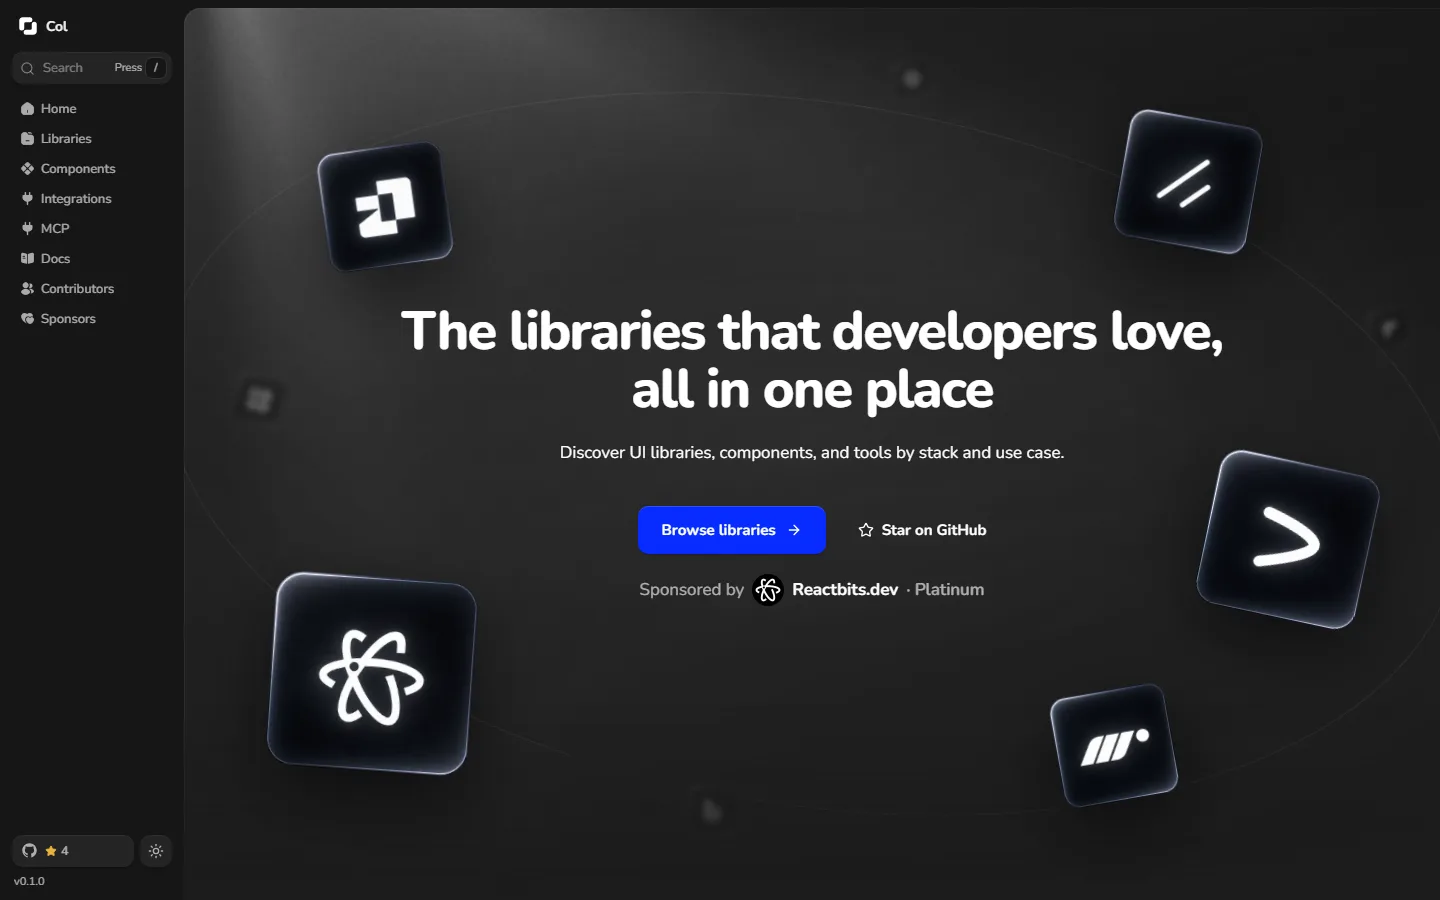 Col
Search Press /
Home
Libraries
Components
Integrations
MCP
Docs
Contributors
Sponsors
The libraries that developers love,
all in one place
Discover UI libraries, components, and tools by stack and use case.
Browse libraries
Star on GitHub
Sponsored by Reactbits.dev · Platinum
4
v0.1.0